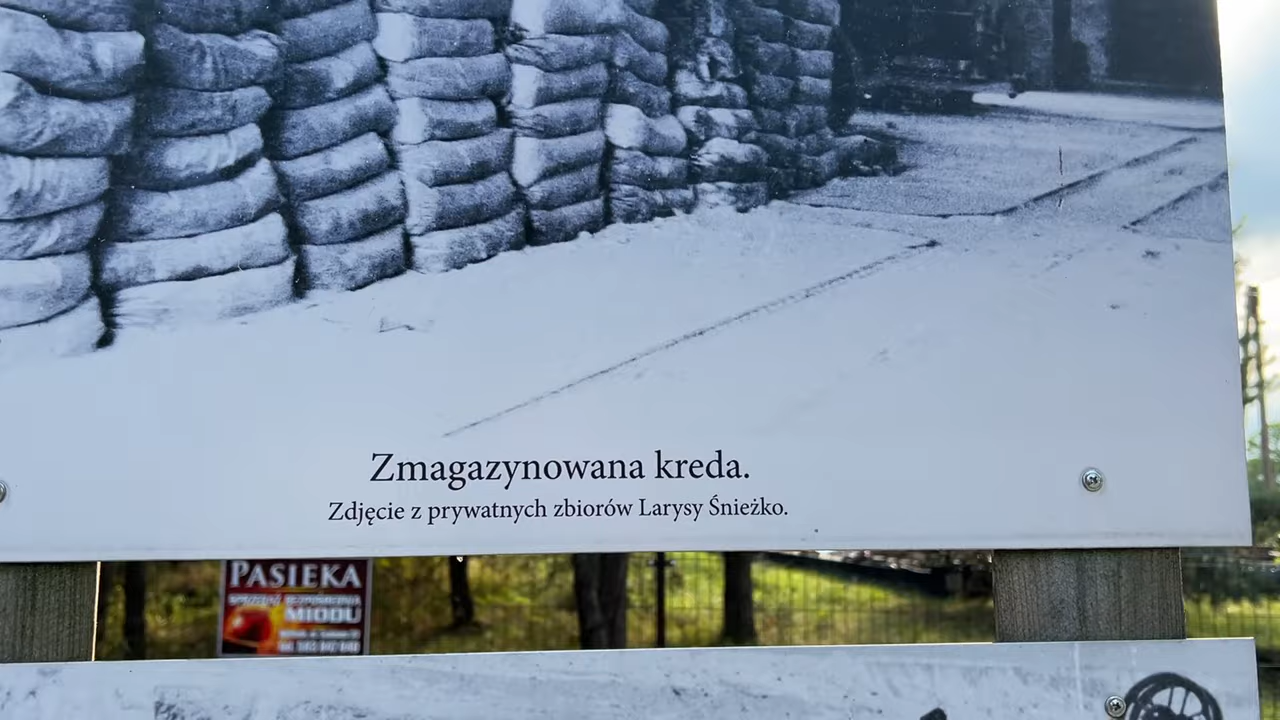 Zmagazynowana kreda.
Zdjęcie z prywatnych zbiorów Larysy Śnieżko.
PASIEKA
MIODU